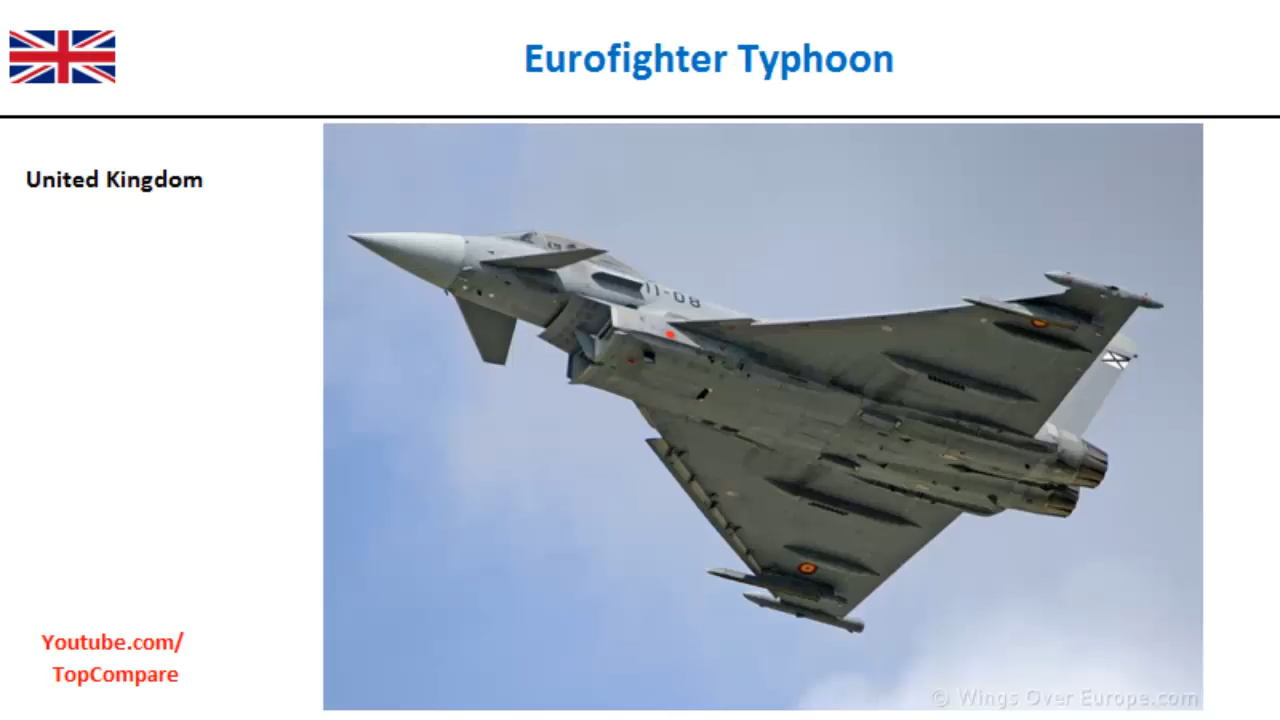 Eurofighter Typhoon
United Kingdom
11-08
Youtube.com/
TopCompare
© Wings Over Europe.com